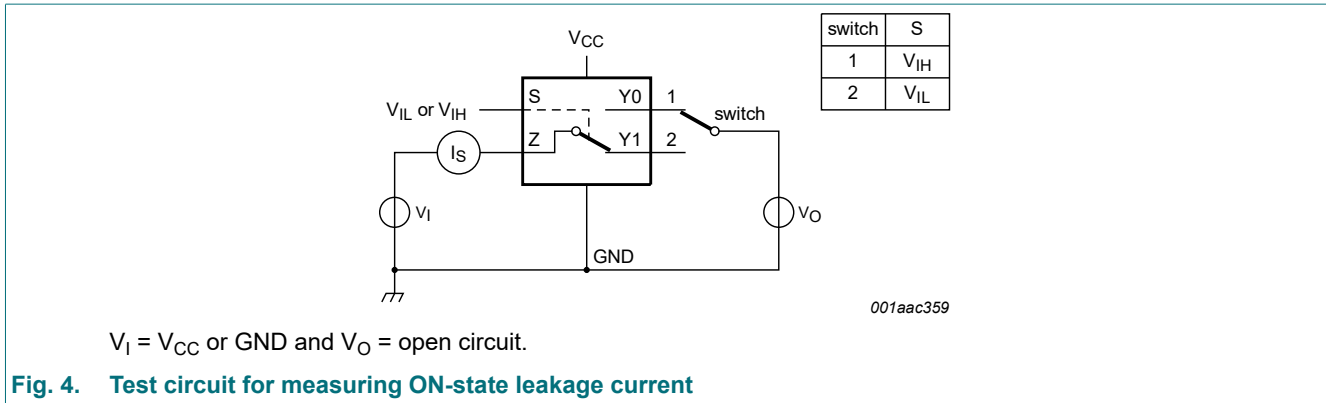 switch S
1 VIH
2 VIL
VCC
VIL or VIH
S
Y0
1
switch
Z
Y1
2
IS
VI
VO
GND
001aac359
VI = VCC or GND and VO = open circuit.
Fig. 4. Test circuit for measuring ON-state leakage current